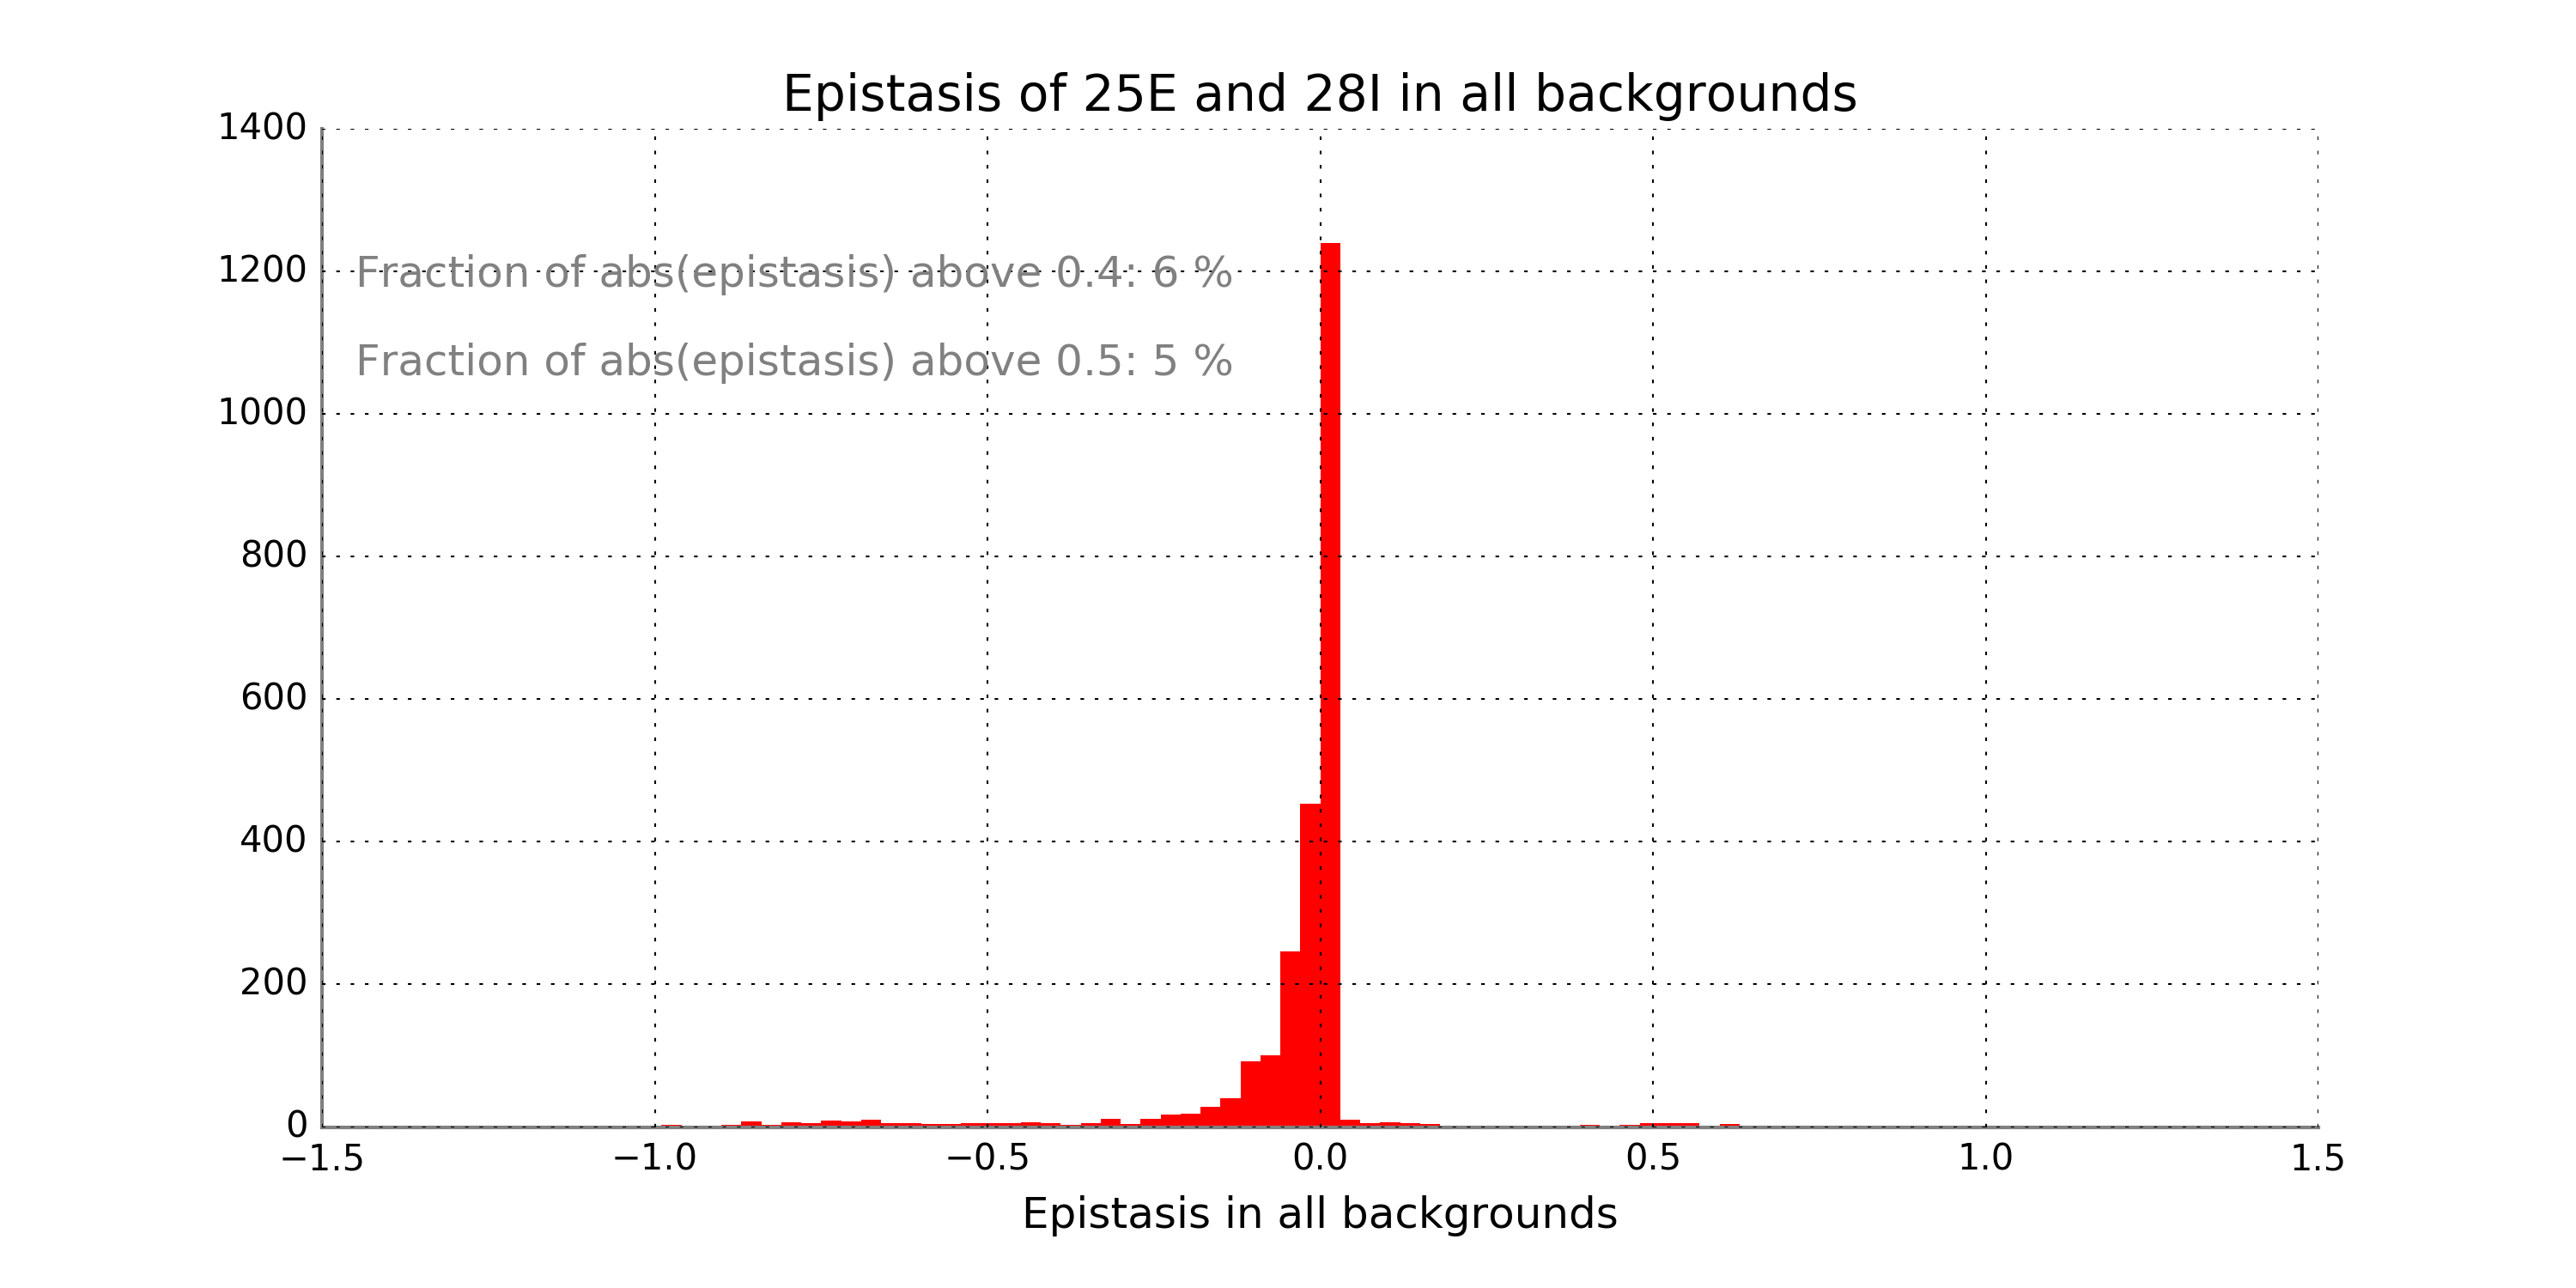 Epistasis of 25E and 28I in all backgrounds
1400
1200
Fraction of abs(epistasis) above 0.4: 6 %
Fraction of abs(epistasis) above 0.5: 5 %
1000
800
600
400
200
0
−1.5 −1.0 −0.5 0.0 0.5 1.0 1.5
Epistasis in all backgrounds